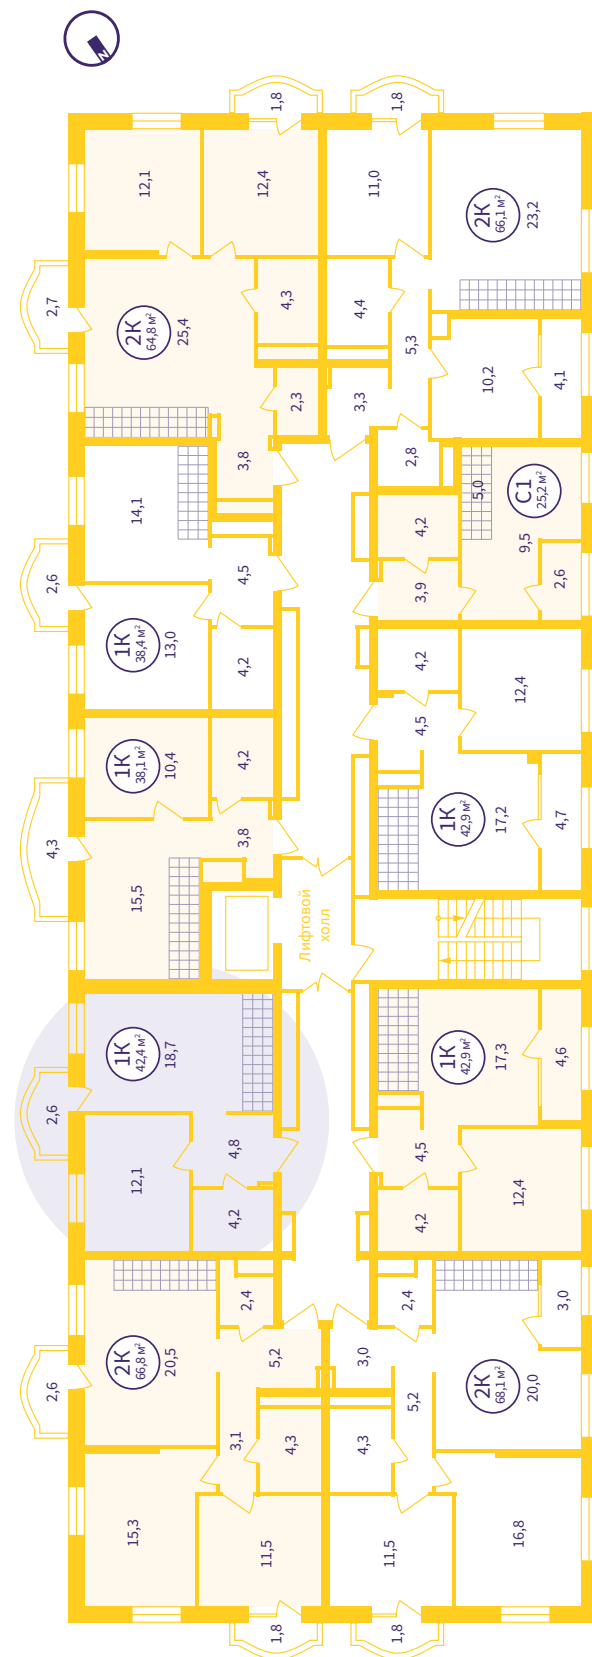 N
1,8
1,8
12,1
12,4
11,0
2К
66,1 м²
23,2
2,7
2К
64,8 м²
25,4
4,3
4,4
5,3
10,2
4,1
2,3
3,3
3,8
2,8
14,1
5,0
С1
25,2 м²
9,5
4,2
2,6
4,5
3,9
2,6
1К
38,4 м²
13,0
4,2
4,2
12,4
4,5
1К
38,1 м²
10,4
4,2
3,8
1К
42,9 м²
17,2
4,7
4,3
15,5
Лифтовой
холл
1К
42,4 м²
18,7
1К
42,9 м²
17,3
4,6
2,6
12,1
4,8
4,5
4,2
4,2
12,4
2,4
2,4
3,0
2К
66,8 м²
20,5
5,2
3,0
2К
68,1 м²
20,0
2,6
5,2
3,1
4,3
4,3
15,3
11,5
11,5
16,8
1,8
1,8